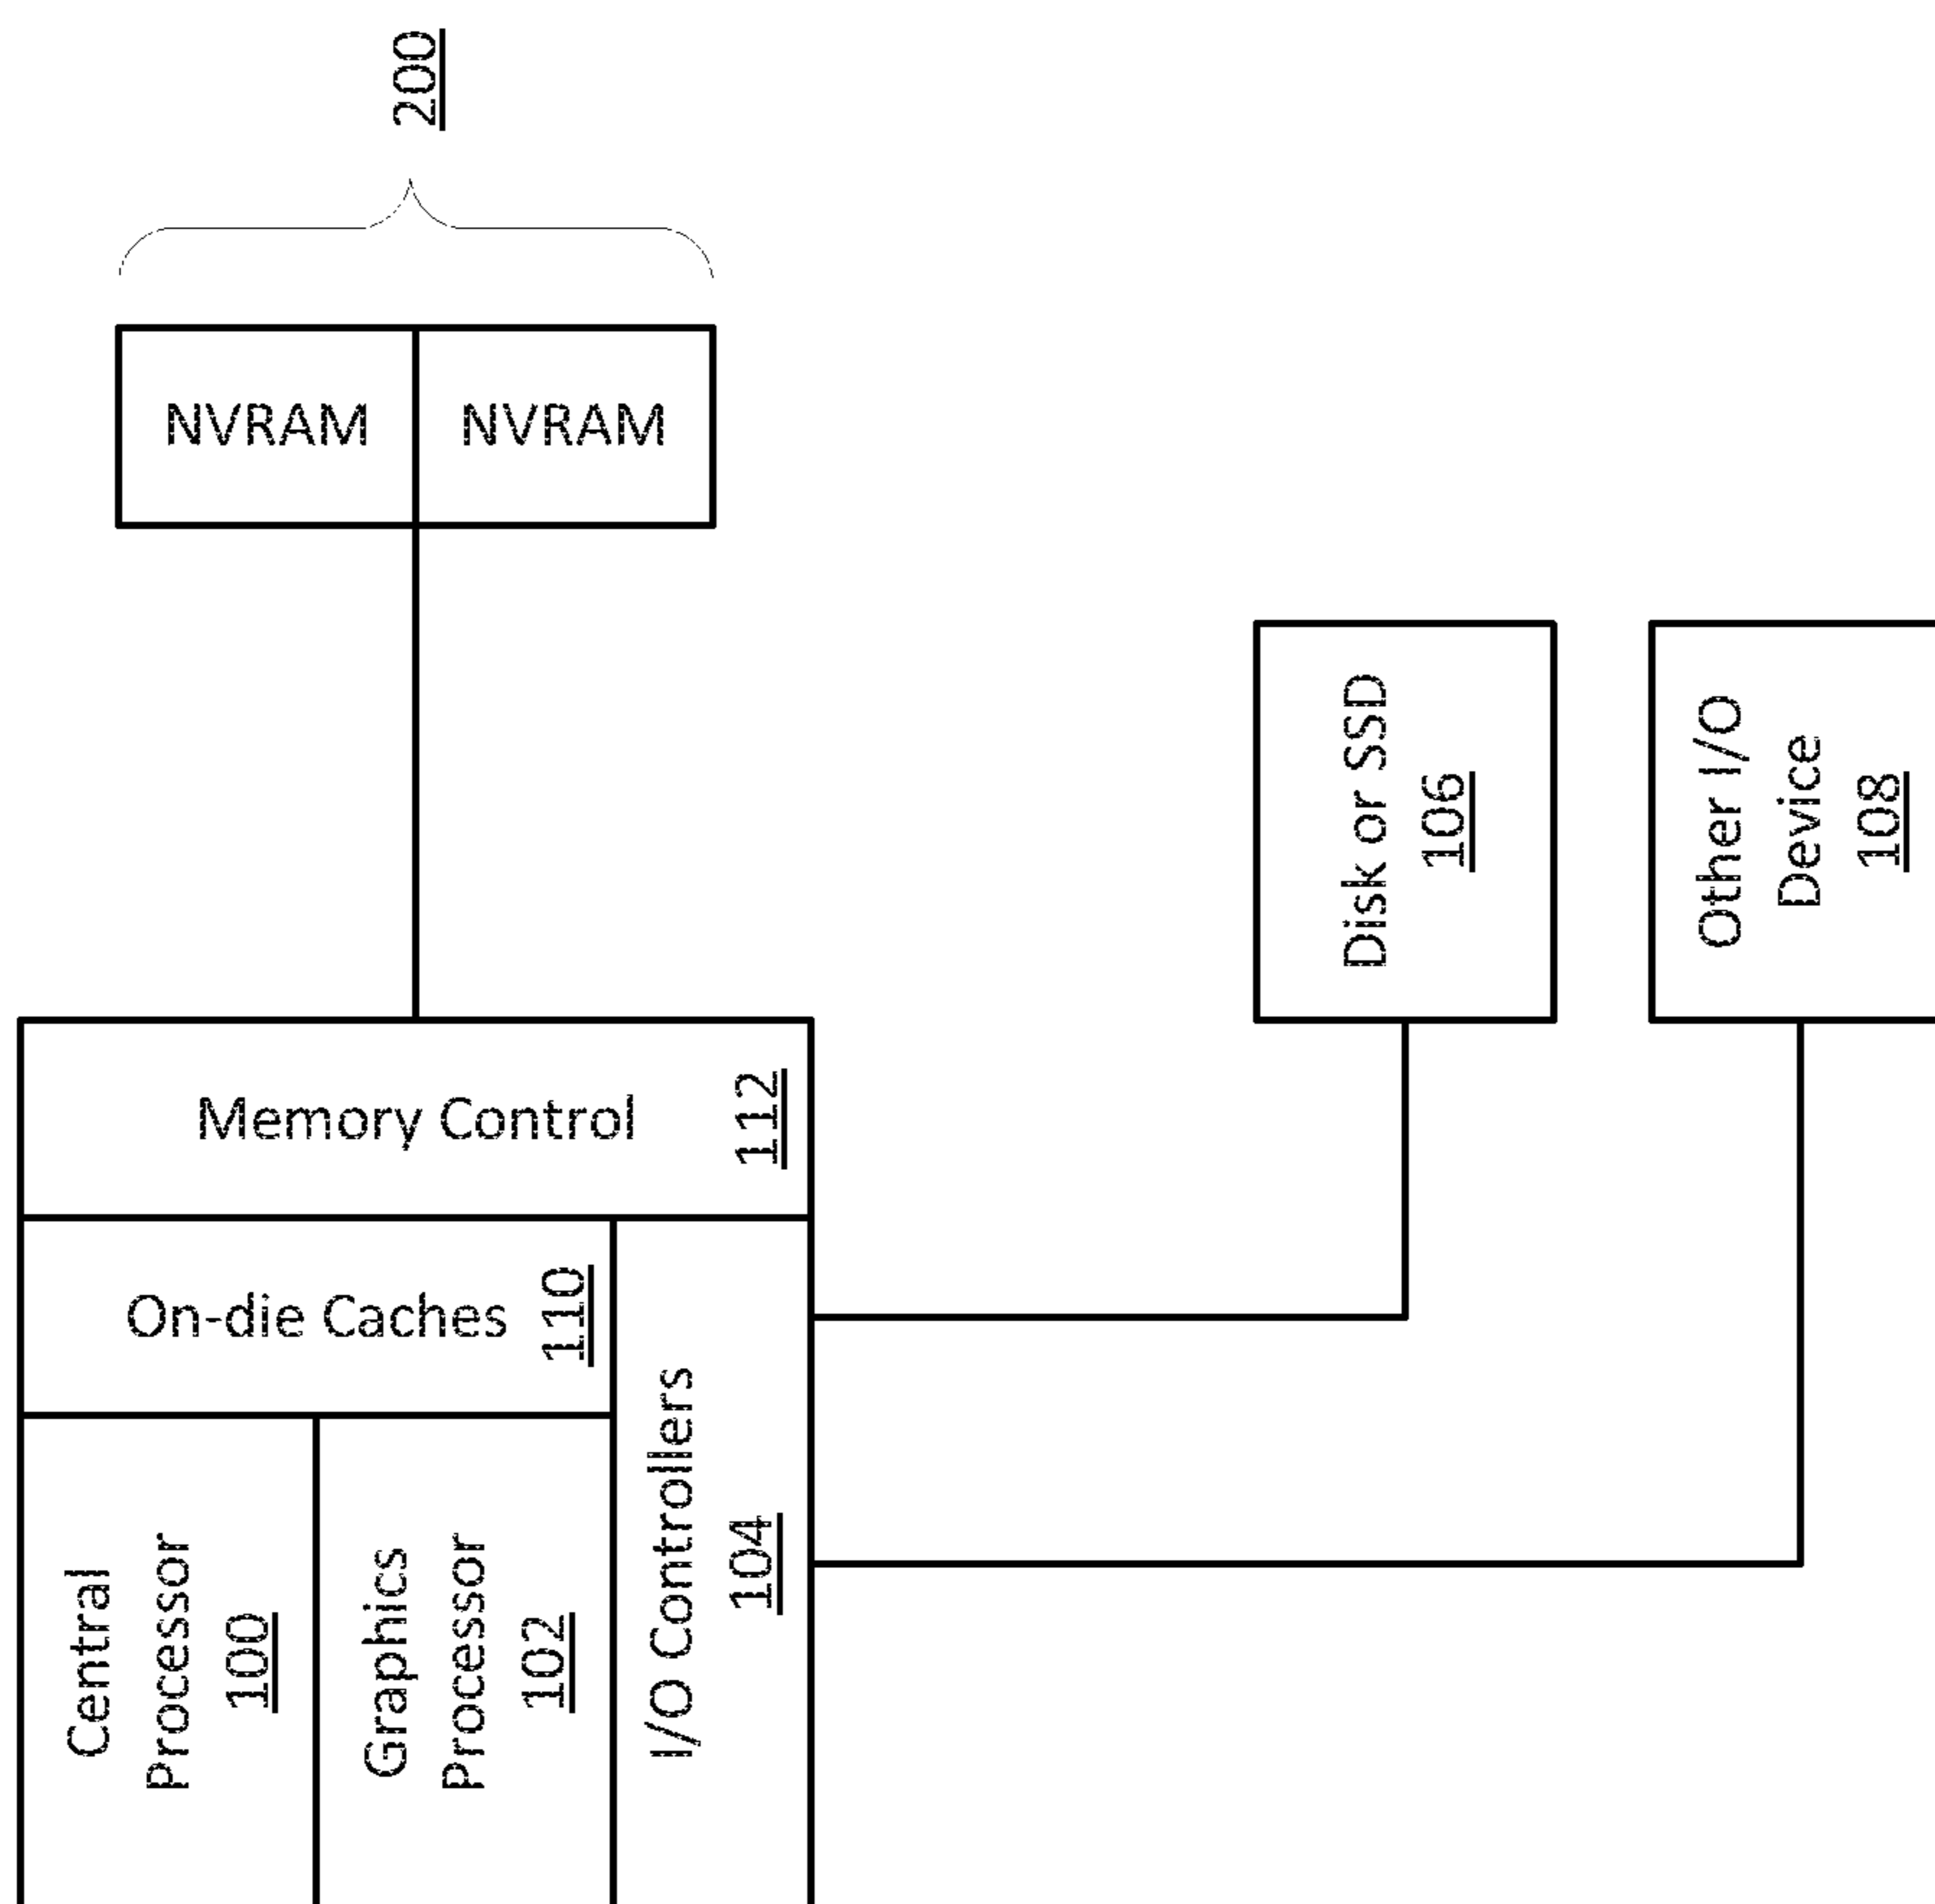 200
NVRAM
NVRAM
Memory Control
112
On-die Caches
110
Central
Processor
100
Graphics
Processor
102
I/O Controllers
104
Disk or SSD
106
Other I/O
Device
108